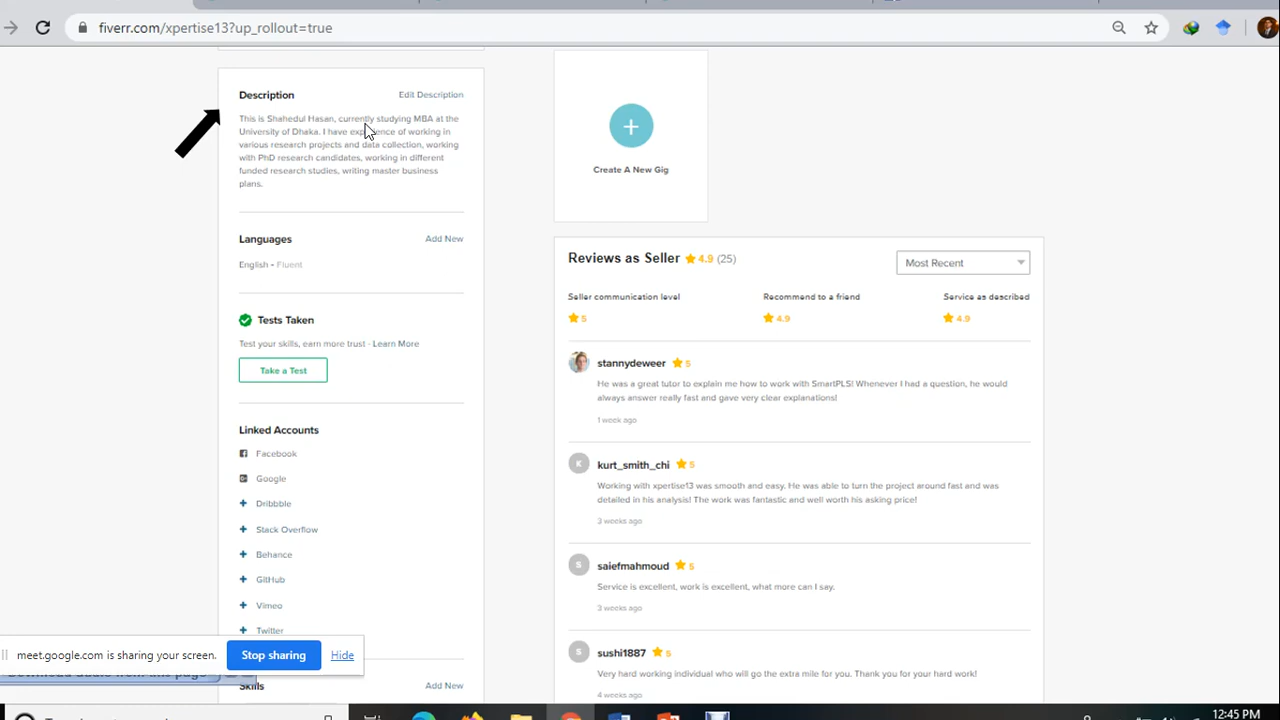 fiverr.com/xpertise13?up_rollout=true
Description
Edit Description
This is Shahedul Hasan, currently studying MBA at the
University of Dhaka. I have experience of working in
various research projects and data collection, working
with PhD research candidates, working in different
funded research studies, writing master business
plans.
Languages
Add New
English - Fluent
Tests Taken
Test your skills, earn more trust - Learn More
Take a Test
Linked Accounts
Facebook
Google
Dribbble
Stack Overflow
Behance
GitHub
Vimeo
Twitter
Skills
Add New
Create A New Gig
Reviews as Seller 4.9 (25)
Most Recent
Seller communication level
5
Recommend to a friend
4.9
Service as described
4.9
stannydeweer 5
He was a great tutor to explain me how to work with SmartPLS! Whenever I had a question, he would
always answer really fast and gave very clear explanations!
1 week ago
K
kurt_smith_chi 5
Working with xpertise13 was smooth and easy. He was able to turn the project around fast and was
detailed in his analysis! The work was fantastic and well worth his asking price!
3 weeks ago
S
saiefmahmoud 5
Service is excellent, work is excellent, what more can I say.
3 weeks ago
S
sushi1887 5
Very hard working individual who will go the extra mile for you. Thank you for your hard work!
4 weeks ago
meet.google.com is sharing your screen.
Stop sharing
Hide
Download audio from this page
12:45 PM